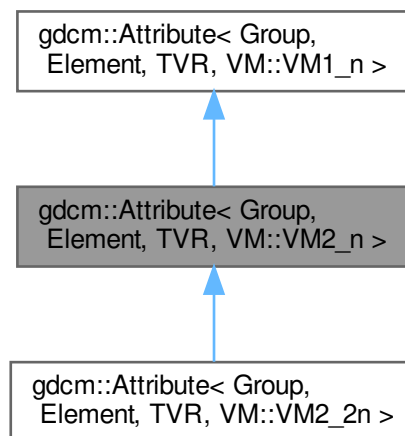 gdcm::Attribute< Group,
Element, TVR, VM::VM1_n >
gdcm::Attribute< Group,
Element, TVR, VM::VM2_n >
gdcm::Attribute< Group,
Element, TVR, VM::VM2_2n >